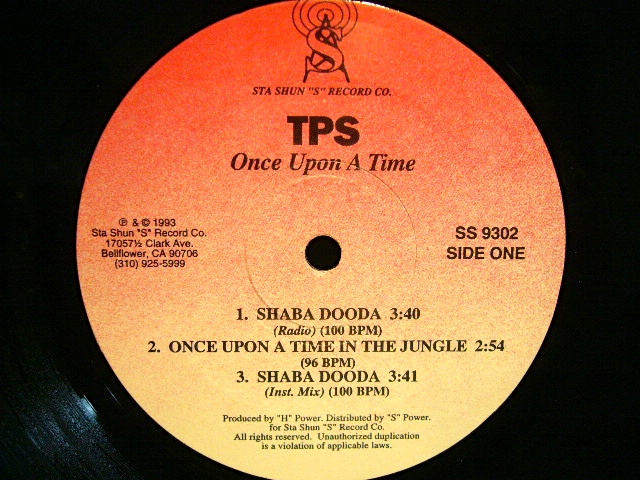 S
STA SHUN "S" RECORD CO.
TPS
Once Upon A Time
℗ & © 1993
Sta Shun "S" Record Co.
17057½ Clark Ave.
Bellflower, CA 90706
(310) 925-5999
SS 9302
SIDE ONE
1. SHABA DOODA 3:40
(Radio) (100 BPM)
2. ONCE UPON A TIME IN THE JUNGLE 2:54
(96 BPM)
3. SHABA DOODA 3:41
(Inst. Mix) (100 BPM)
Produced by "H" Power. Distributed by "S" Power.
for Sta Shun "S" Record Co.
All rights reserved. Unauthorized duplication
is a violation of applicable laws.